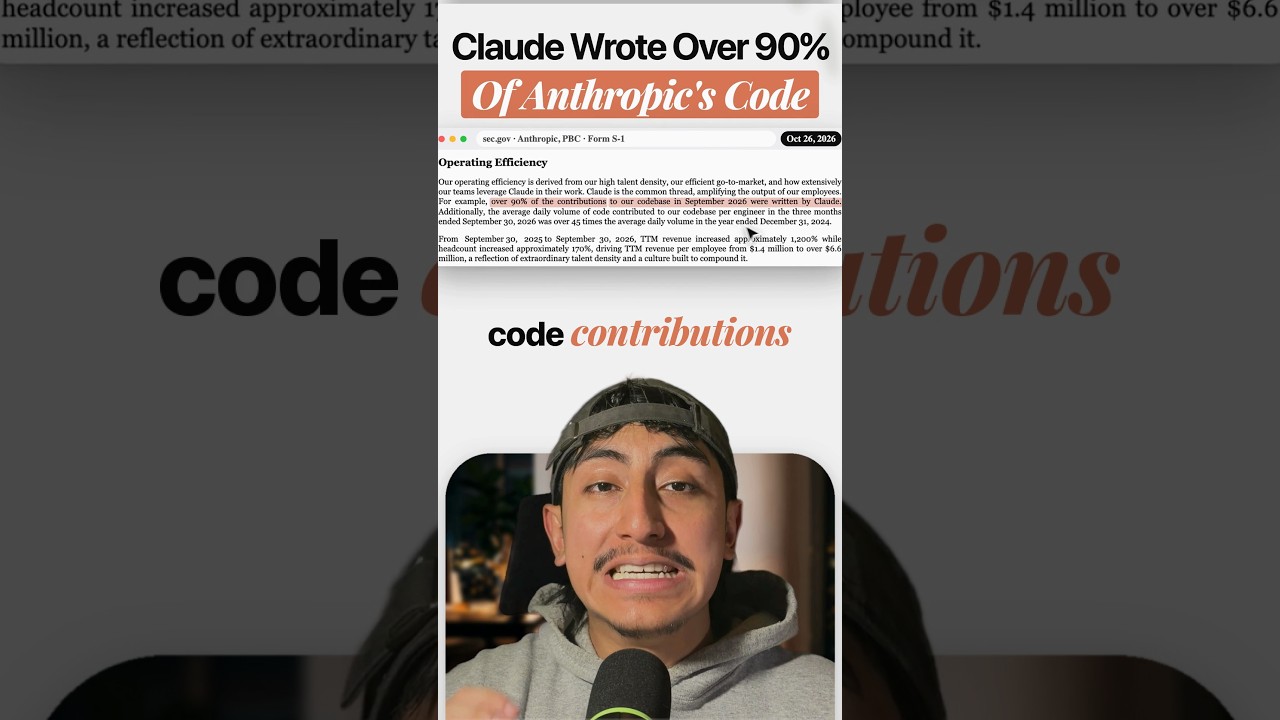 headcount increased approximately 17
ployee from $1.4 million to over $6.6
million, a reflection of extraordinary ta
ompound it.
Claude Wrote Over 90%
Of Anthropic's Code
sec.gov · Anthropic, PBC · Form S-1
Oct 26, 2026
Operating Efficiency
Our operating efficiency is derived from our high talent density, our efficient go-to-market, and how extensively
our teams leverage Claude in their work. Claude is the common thread, amplifying the output of our employees.
For example, over 90% of the contributions to our codebase in September 2026 were written by Claude.
Additionally, the average daily volume of code contributed to our codebase per engineer in the three months
ended September 30, 2026 was over 45 times the average daily volume in the year ended December 31, 2024.
From September 30, 2025 to September 30, 2026, TTM revenue increased approximately 1,200% while
headcount increased approximately 170%, driving TTM revenue per employee from $1.4 million to over $6.6
million, a reflection of extraordinary talent density and a culture built to compound it.
code
ations
code contributions